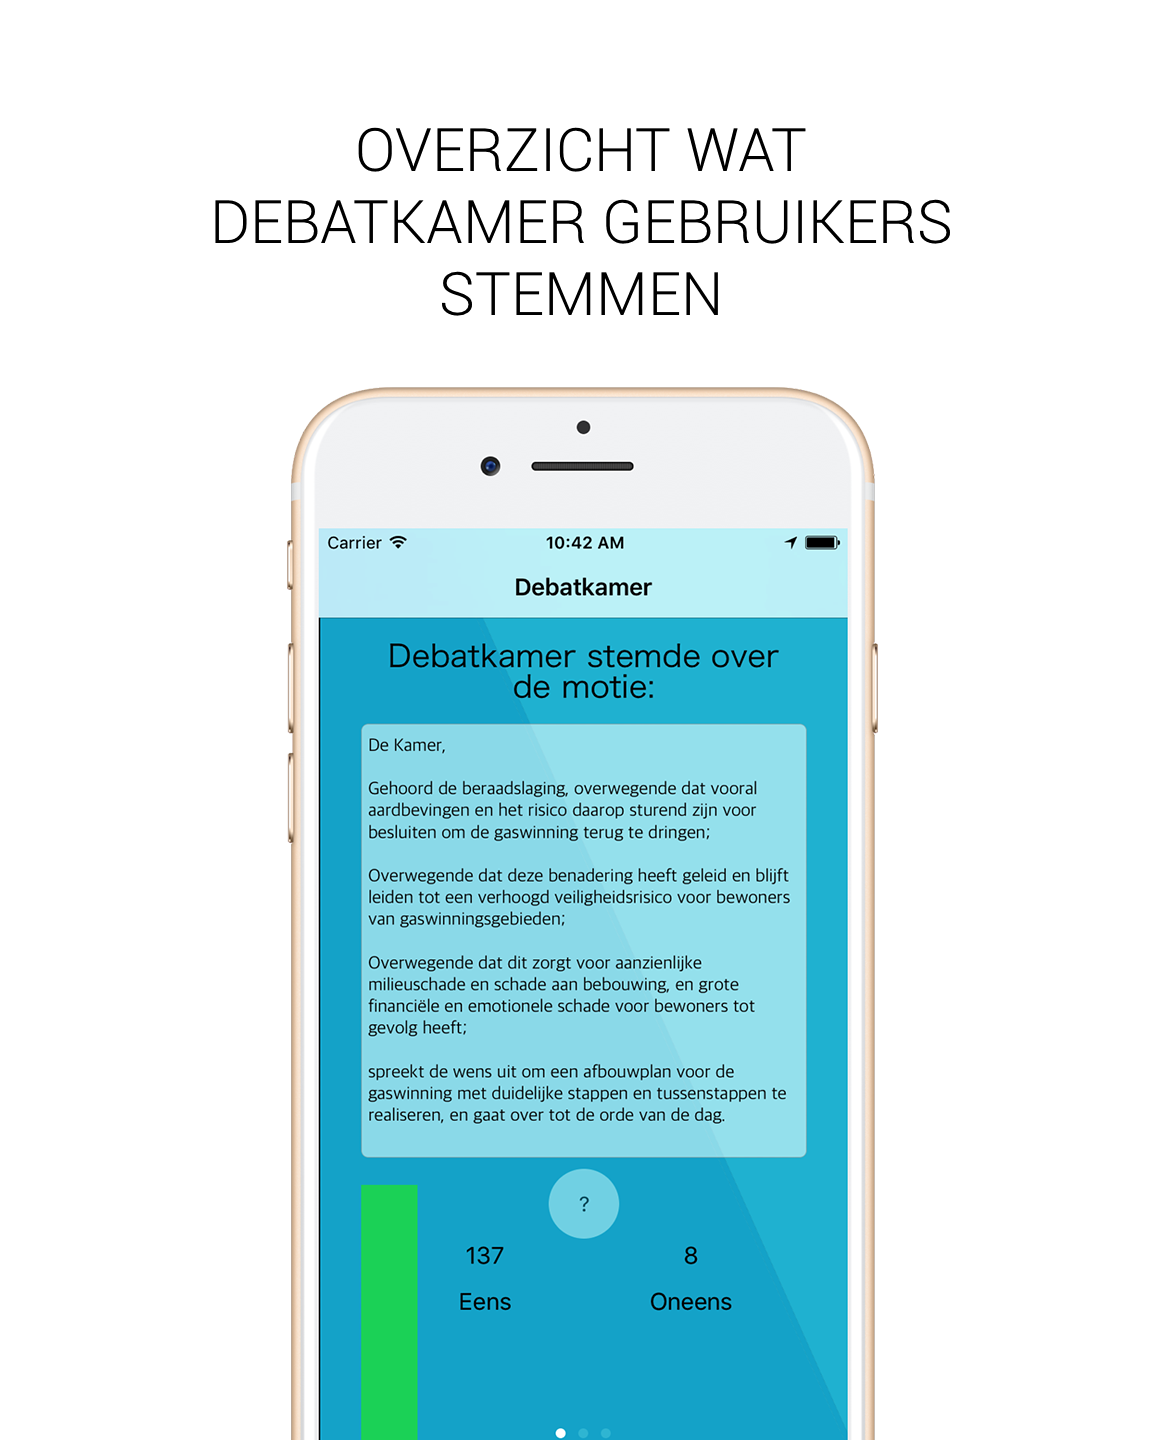 OVERZICHT WAT
DEBATKAMER GEBRUIKERS
STEMMEN
Carrier 10:42 AM
Debatkamer
Debatkamer stemde over
de motie:
De Kamer,
Gehoord de beraadslaging, overwegende dat vooral
aardbevingen en het risico daarop sturend zijn voor
besluiten om de gaswinning terug te dringen;
Overwegende dat deze benadering heeft geleid en blijft
leiden tot een verhoogd veiligheidsrisico voor bewoners
van gaswinningsgebieden;
Overwegende dat dit zorgt voor aanzienlijke
milieuschade en schade aan bebouwing, en grote
financiële en emotionele schade voor bewoners tot
gevolg heeft;
spreekt de wens uit om een afbouwplan voor de
gaswinning met duidelijke stappen en tussenstappen te
realiseren, en gaat over tot de orde van de dag.
?
137 8
Eens Oneens